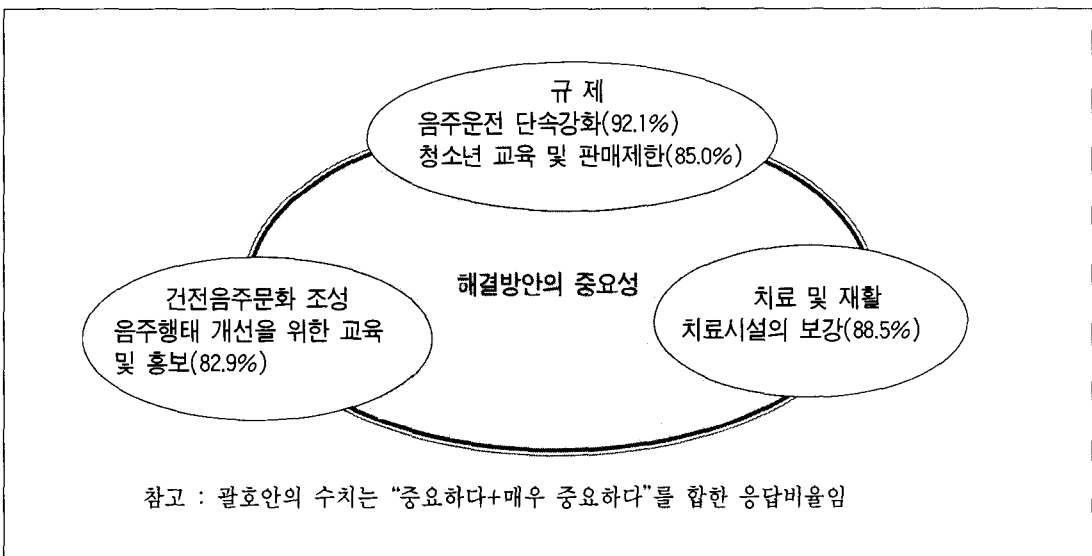 규 제
음주운전 단속강화(92.1%)
청소년 교육 및 판매제한(85.0%)
해결방안의 중요성
건전음주문화 조성
음주행태 개선을 위한 교육
및 홍보(82.9%)
치료 및 재활
치료시설의 보강(88.5%)
참고 : 괄호안의 수치는 “중요하다+매우 중요하다”를 합한 응답비율임